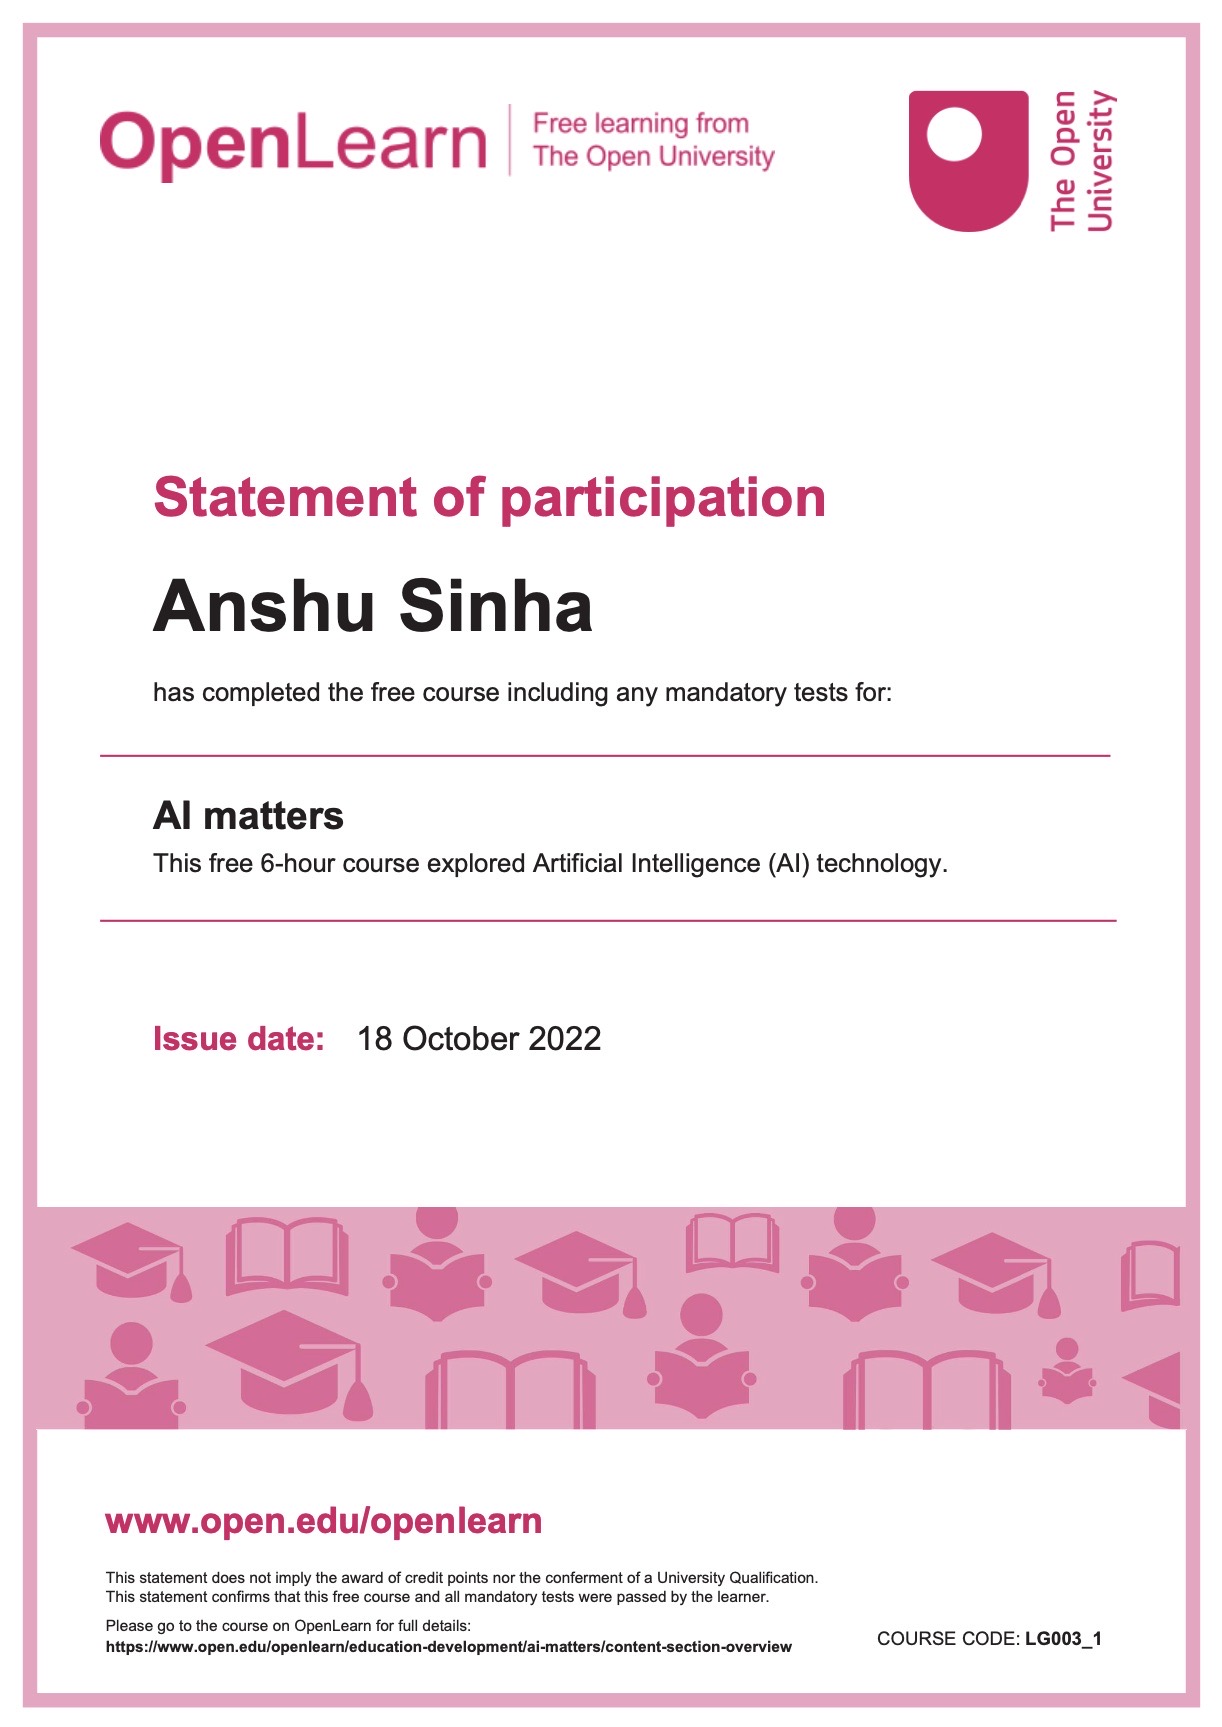 OpenLearn
Free learning from
The Open University
The Open
University
Statement of participation
Anshu Sinha
has completed the free course including any mandatory tests for:
AI matters
This free 6-hour course explored Artificial Intelligence (AI) technology.
Issue date: 18 October 2022
www.open.edu/openlearn
This statement does not imply the award of credit points nor the conferment of a University Qualification.
This statement confirms that this free course and all mandatory tests were passed by the learner.
Please go to the course on OpenLearn for full details:
https://www.open.edu/openlearn/education-development/ai-matters/content-section-overview
COURSE CODE: LG003_1